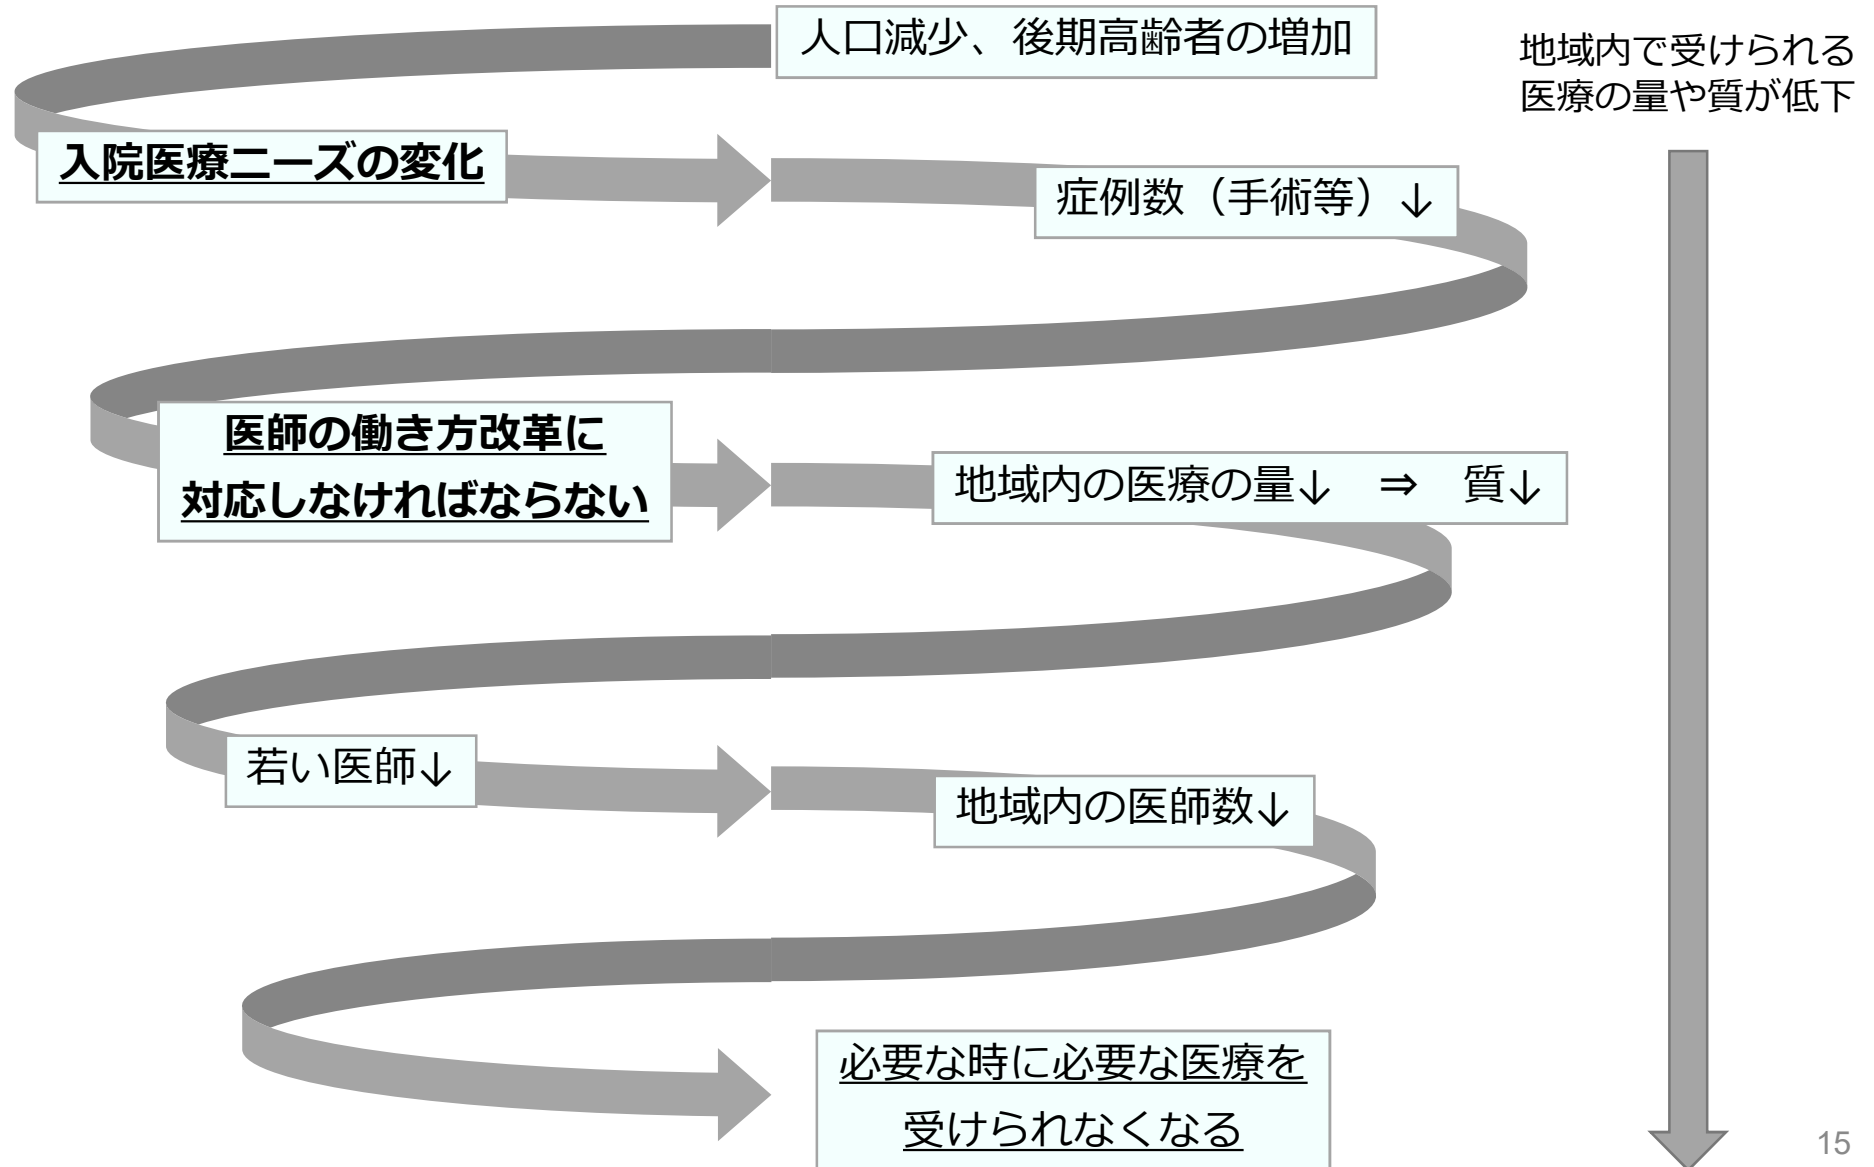 人口減少、後期高齢者の増加
地域内で受けられる
医療の量や質が低下
入院医療ニーズの変化
症例数（手術等）↓
医師の働き方改革に
対応しなければならない
地域内の医療の量↓　⇒　質↓
若い医師↓
地域内の医師数↓
必要な時に必要な医療を
受けられなくなる
15